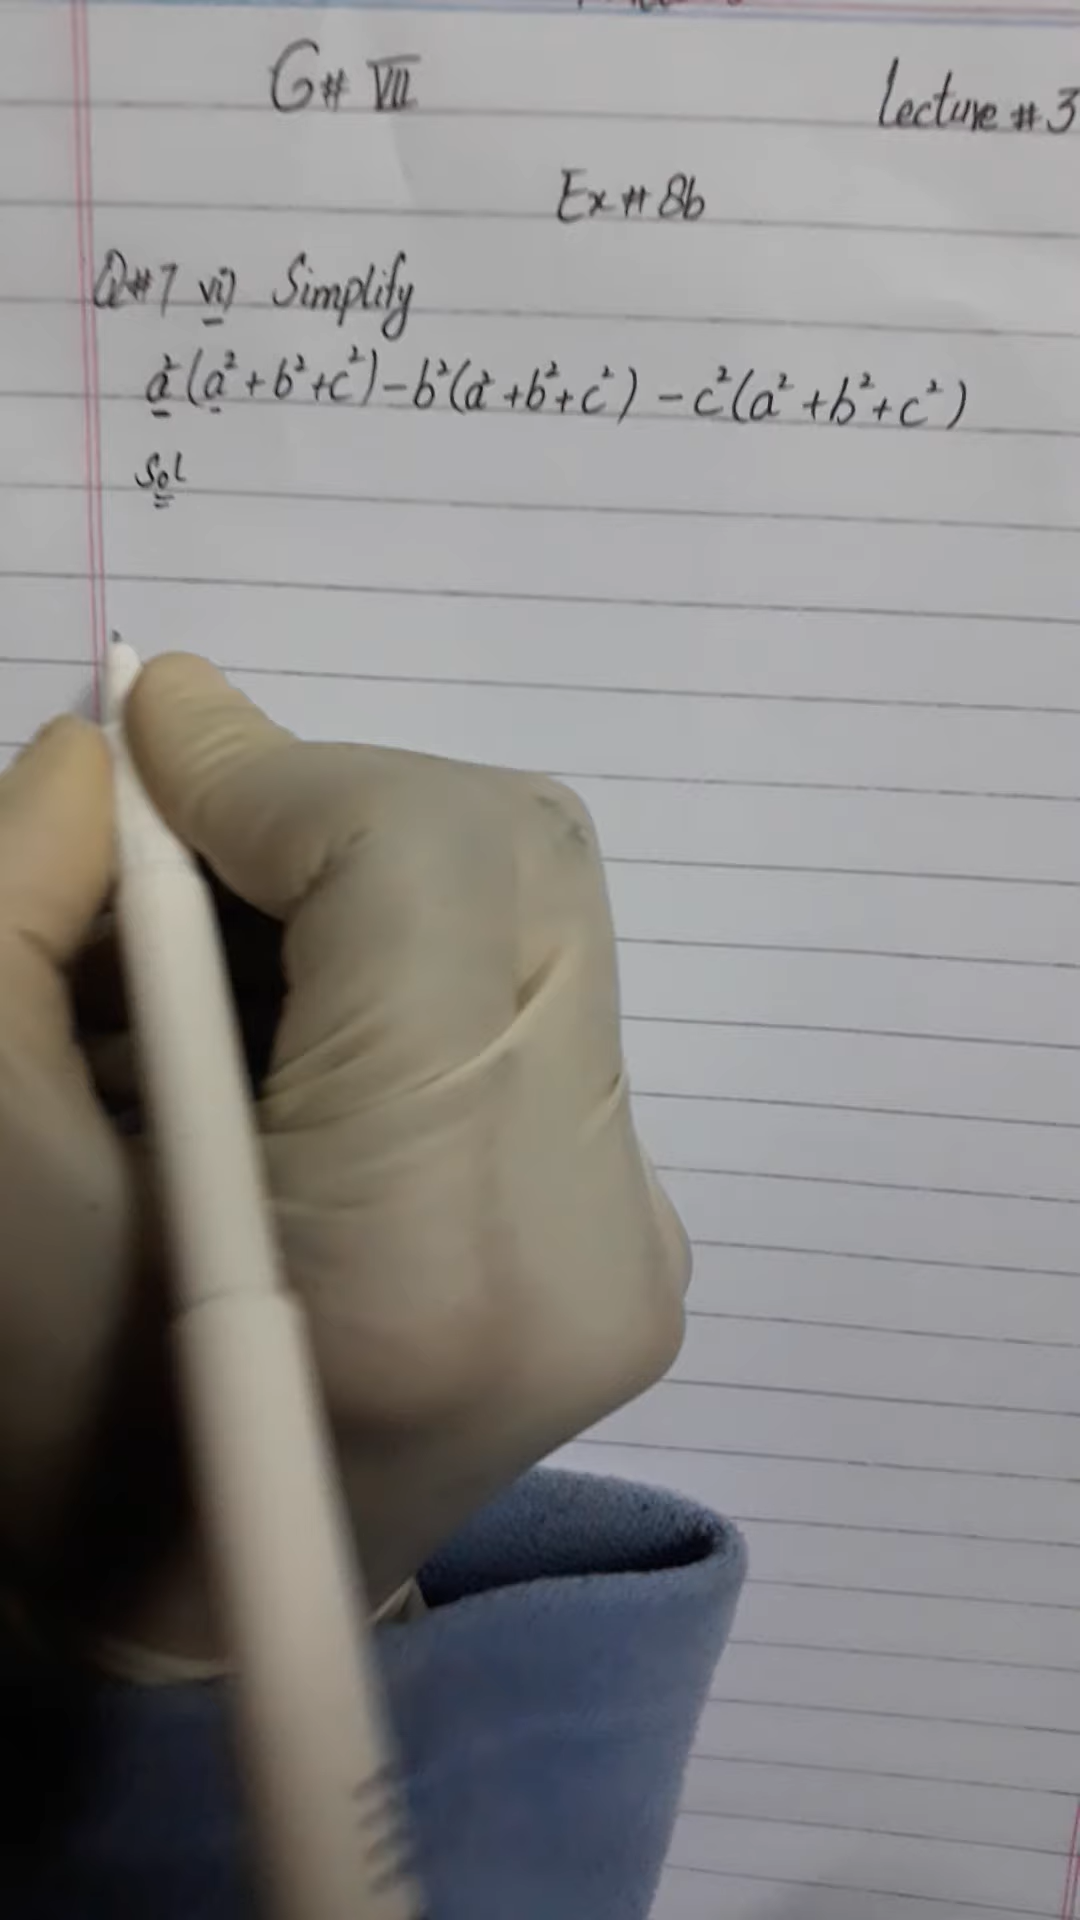 G# VII
Lecture #3
Ex # 8b
Q#7 vi) Simplify
a²(a²+b²+c²)-b²(a²+b²+c²) - c²(a²+b²+c²)
Sol